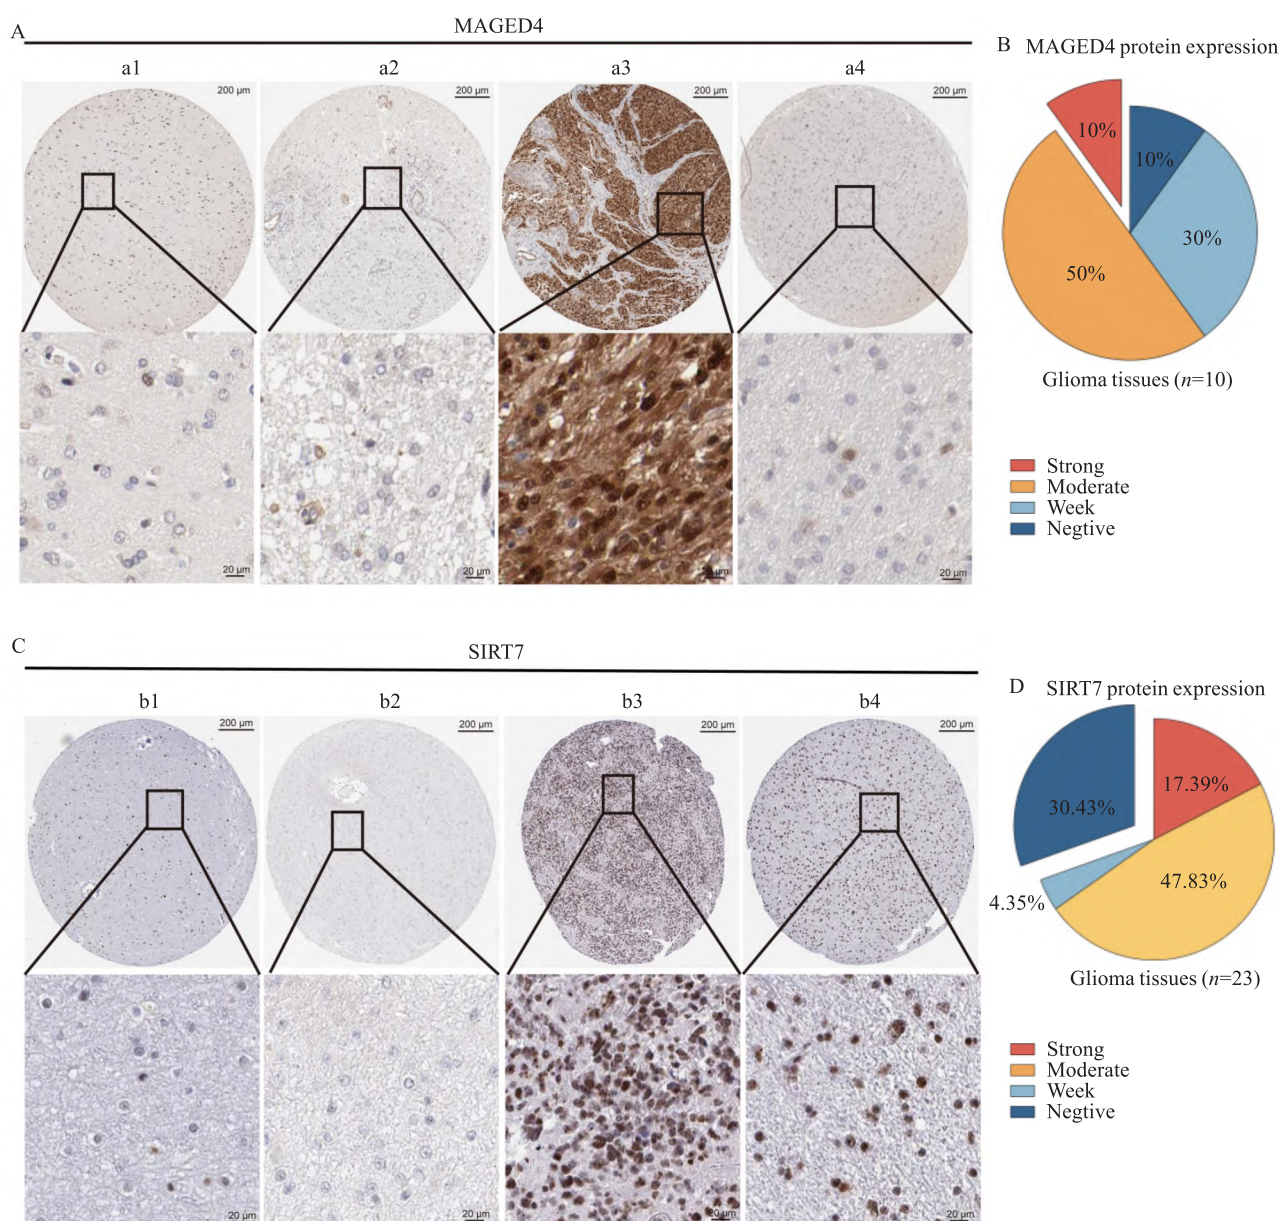 A
MAGED4
a1
a2
a3
a4
200 µm
200 µm
200 µm
200 µm
20 µm
20 µm
20 µm
20 µm
B
MAGED4 protein expression
10%
10%
30%
50%
Glioma tissues (n=10)
Strong
Moderate
Week
Negtive
C
SIRT7
b1
b2
b3
b4
200 µm
200 µm
200 µm
200 µm
20 µm
20 µm
20 µm
20 µm
D
SIRT7 protein expression
17.39%
30.43%
47.83%
4.35%
Glioma tissues (n=23)
Strong
Moderate
Week
Negtive